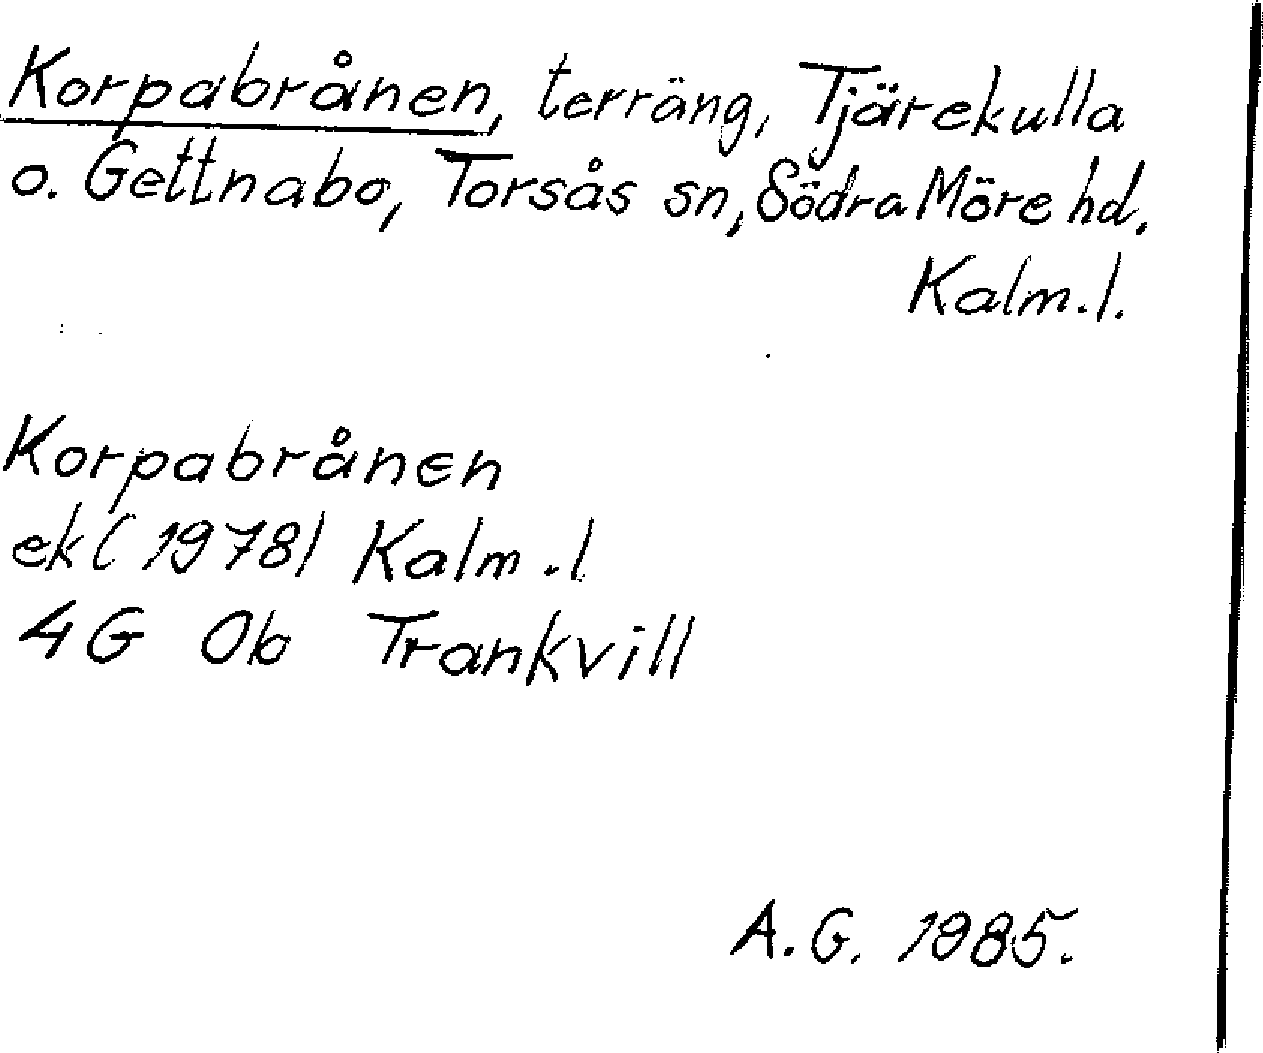 Korpabrånen, terräng, Tjärekulla
o. Gettnabo, Torsås sn, Södra Möre hd.
Kalm.l.
Korpabrånen
ek (1978) Kalm.l
4G 0b Trankvill
A.G. 1985.